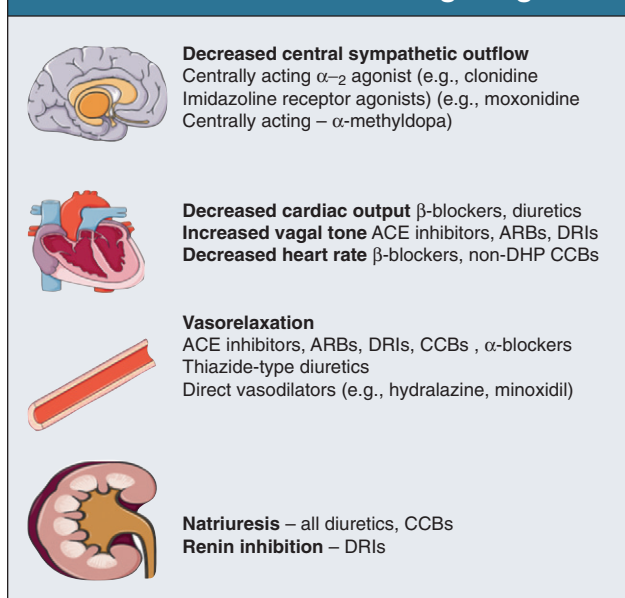 Decreased central sympathetic outflow
Centrally acting α–₂ agonist (e.g., clonidine
Imidazoline receptor agonists) (e.g., moxonidine
Centrally acting – α-methyldopa)
Decreased cardiac output β-blockers, diuretics
Increased vagal tone ACE inhibitors, ARBs, DRIs
Decreased heart rate β-blockers, non-DHP CCBs
Vasorelaxation
ACE inhibitors, ARBs, DRIs, CCBs , α-blockers
Thiazide-type diuretics
Direct vasodilators (e.g., hydralazine, minoxidil)
Natriuresis – all diuretics, CCBs
Renin inhibition – DRIs